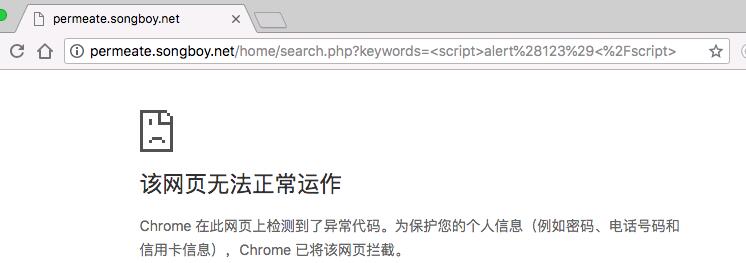 permeate.songboy.net
permeate.songboy.net/home/search.php?keywords=<script>alert%28123%29<%2Fscript>
该网页无法正常运作
Chrome 在此网页上检测到了异常代码。为保护您的个人信息（例如密码、电话号码和
信用卡信息），Chrome 已将该网页拦截。